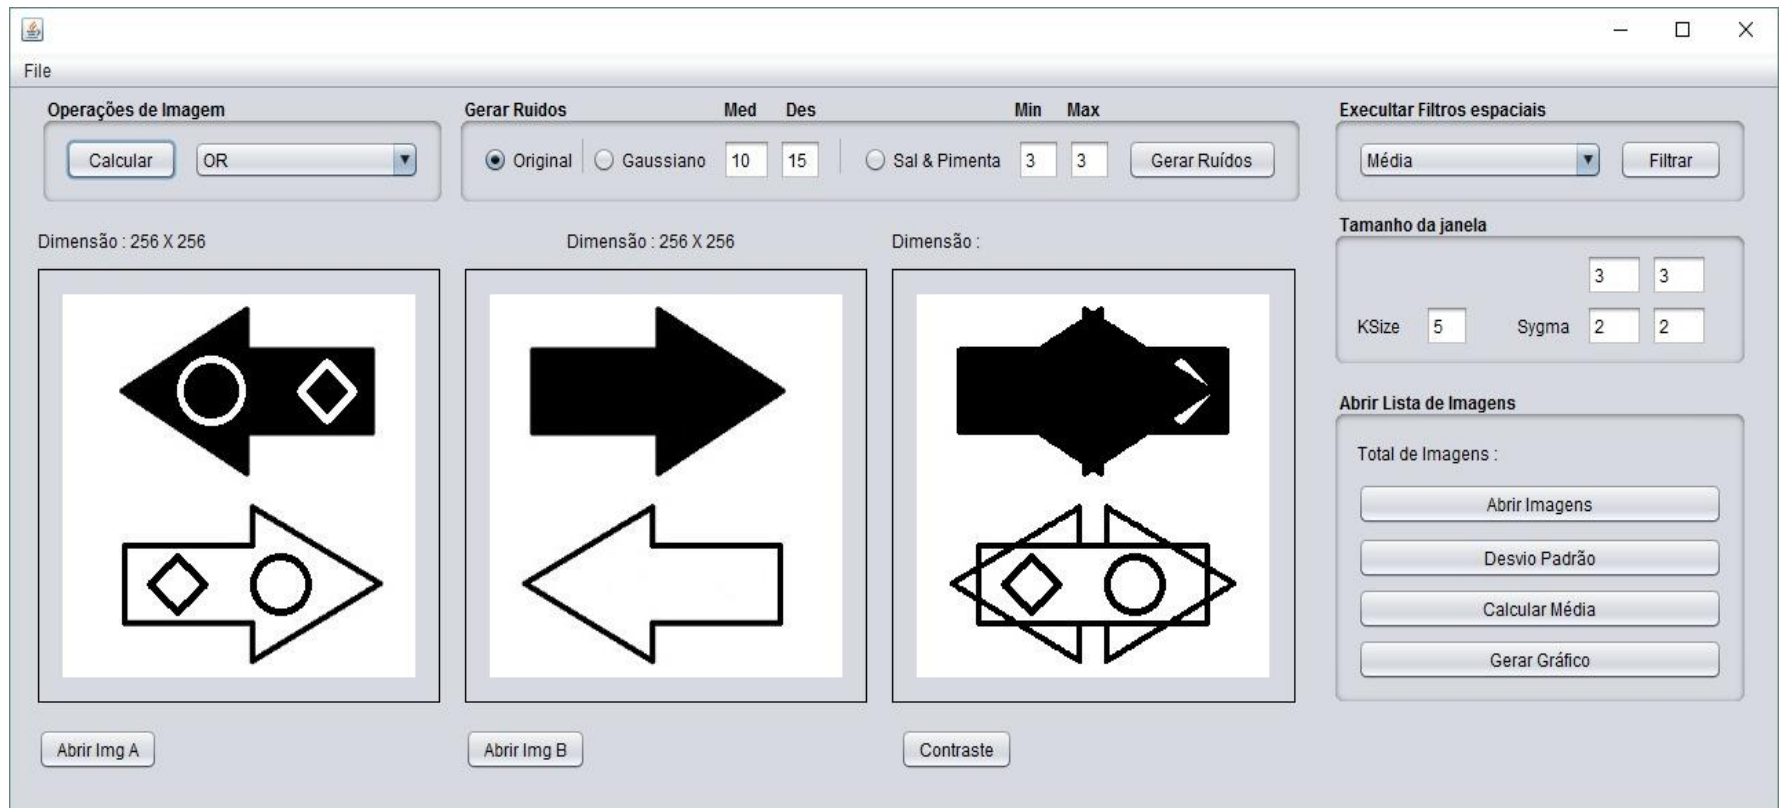 File
Operações de Imagem
Calcular OR
Gerar Ruidos Med Des Min Max
Original Gaussiano 10 15 Sal & Pimenta 3 3 Gerar Ruídos
Execultar Filtros espaciais
Média Filtrar
Dimensão : 256 X 256
Dimensão : 256 X 256
Dimensão :
Tamanho da janela
3 3
KSize 5 Sygma 2 2
Abrir Lista de Imagens
Total de Imagens :
Abrir Imagens
Desvio Padrão
Calcular Média
Gerar Gráfico
Abrir Img A
Abrir Img B
Contraste